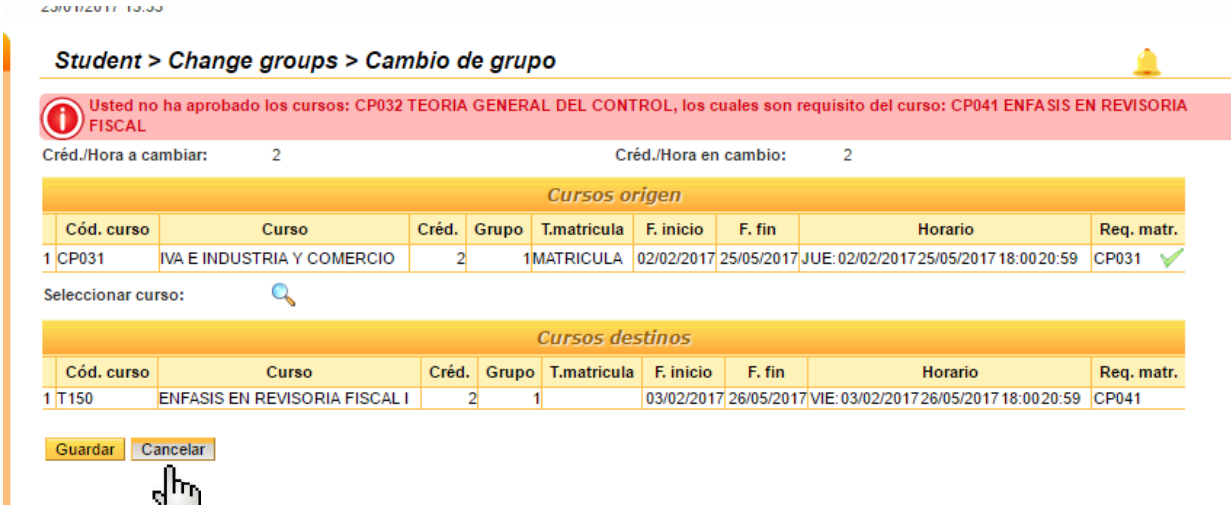 Student > Change groups > Cambio de grupo
Usted no ha aprobado los cursos: CP032 TEORIA GENERAL DEL CONTROL, los cuales son requisito del curso: CP041 ENFASIS EN REVISORIA
FISCAL
Créd./Hora a cambiar: 2 Créd./Hora en cambio: 2
Cursos origen
Cód. curso Curso Créd. Grupo T.matricula F. inicio F. fin Horario Req. matr.
1 CP031 IVA E INDUSTRIA Y COMERCIO 2 1 MATRICULA 02/02/2017 25/05/2017 JUE: 02/02/2017 25/05/2017 18:00 20:59 CP031
Seleccionar curso:
Cursos destinos
Cód. curso Curso Créd. Grupo T.matricula F. inicio F. fin Horario Req. matr.
1 T150 ENFASIS EN REVISORIA FISCAL I 2 1 03/02/2017 26/05/2017 VIE: 03/02/2017 26/05/2017 18:00 20:59 CP041
Guardar Cancelar